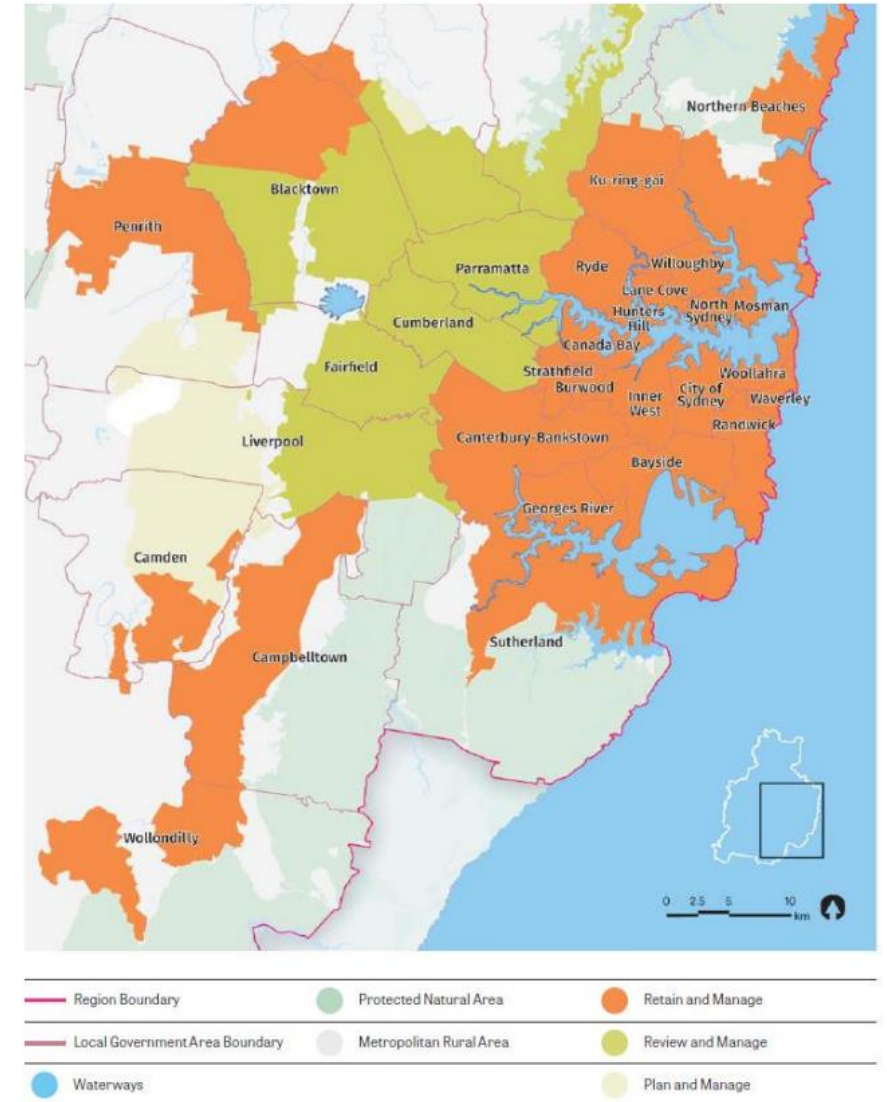 Northern Beaches
Ku-ring-gai
Blacktown
Penrith
Parramatta
Ryde
Willoughby
Lane Cove
Hunters
Hill
North
Sydney
Mosman
Cumberland
Canada Bay
Fairfield
Strathfield
Burwood
Woollahra
Inner
West
City of
Sydney
Waverley
Randwick
Liverpool
Canterbury-Bankstown
Bayside
Georges River
Camden
Sutherland
Campbelltown
Wollondilly
0 2.5 5 10
km
Region Boundary
Protected Natural Area
Retain and Manage
Local Government Area Boundary
Metropolitan Rural Area
Review and Manage
Waterways
Plan and Manage